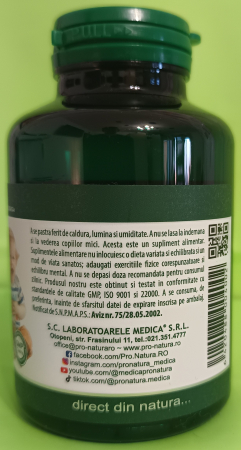 A se pastra ferit de caldura, lumina si umiditate. A nu se lasa la indemana
si la vederea copiilor mici. Acesta este un supliment alimentar.
Suplimentele alimentare nu inlocuiesc o dieta variata si echilibrita si un
mod de viata sanatos; adaugati exercitiile fizice corespunzatoare si
echilibru mental. A nu se depasi doza recomandata pentru consumul
zilnic. Produsul nostru este obtinut si testat in conformitate cu
standardele de calitate GMP, ISO 9001 si 22000. A se consuma, de
preferinta, inainte de sfarsitul datei de expirare inscrisa pe ambalaj.
Notificat de S.N.P.M.A.P.S.: Aviz nr. 75/28.05.2002.
S.C. LABORATOARELE MEDICA® S.R.L.
Otopeni, str. Frasinului 11, tel.:021.351.4777
office@pro-natura.ro ~ www.pro-natura.ro
facebook.com/Pro.Natura.RO
instagram.com/pronatura_medica
youtube.com/@medicapronatura
tiktok.com/@pronatura.medica
direct din natura...